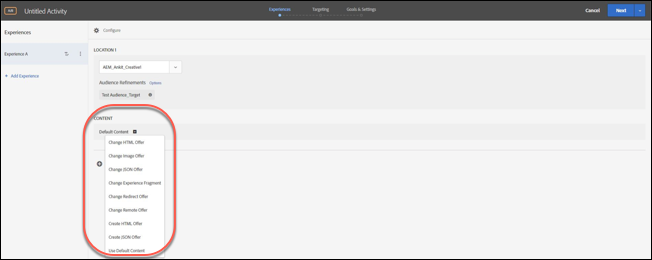 A/B
Untitled Activity
Experiences
Targeting
Goals & Settings
Cancel
Next
Experiences
Configure
Experience A
LOCATION 1
AEM_Ankit_Creative1
+ Add Experience
Audience Refinements Options
Test Audience_Target
CONTENT
Default Content
Change HTML Offer
Change Image Offer
Change JSON Offer
Change Experience Fragment
Change Redirect Offer
Change Remote Offer
Create HTML Offer
Create JSON Offer
Use Default Content